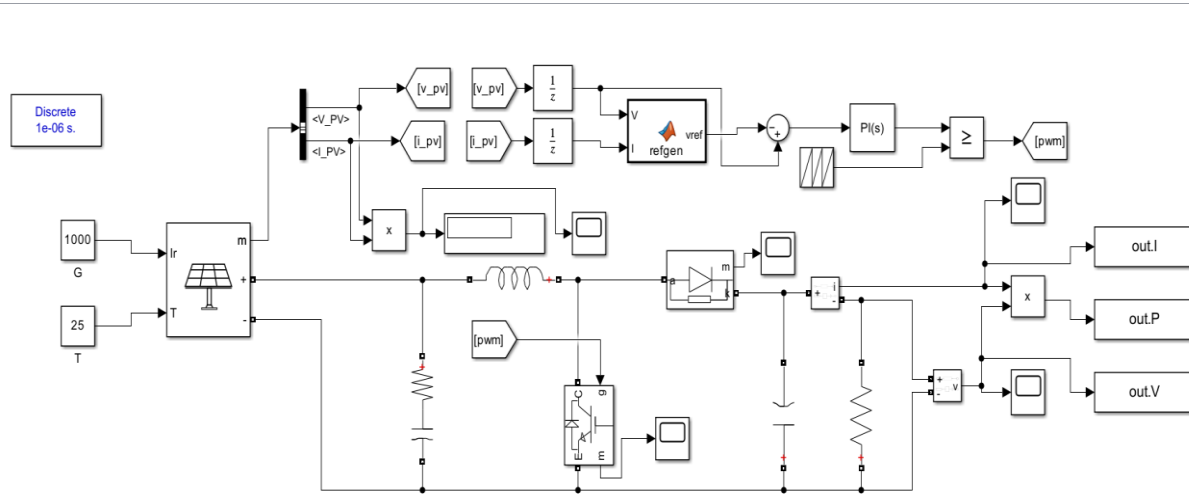 Discrete
1e-06 s.
<V_PV>
<I_PV>
[v_pv]
[i_pv]
[v_pv]
[i_pv]
1
z
1
z
V
I
vref
refgen
-
+
PI(s)
≥
[pwm]
1000
G
25
T
Ir
T
m
+
-
x
+
a
m
k
+
i
-
x
out.I
out.P
out.V
[pwm]
+
C
g
E
m
+
+
+
-
v